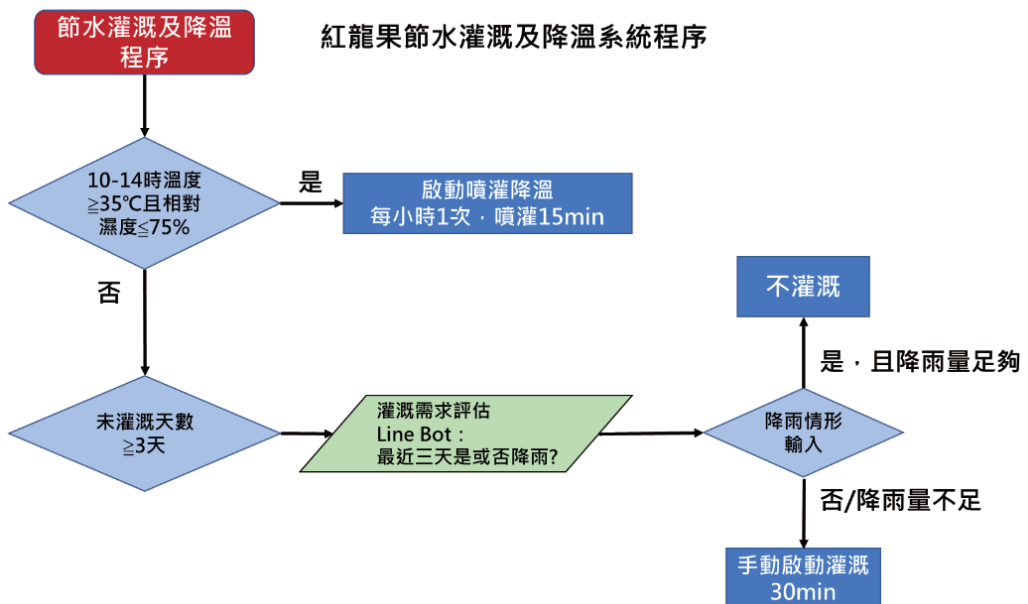 節水灌溉及降溫
程序
紅龍果節水灌溉及降溫系統程序
10-14時溫度
≧35℃且相對
濕度≦75%
是
啟動噴灌降溫
每小時1次，噴灌15min
否
不灌溉
是，且降雨量足夠
未灌溉天數
≧3天
灌溉需求評估
Line Bot：
最近三天是或否降雨?
降雨情形
輸入
否/降雨量不足
手動啟動灌溉
30min